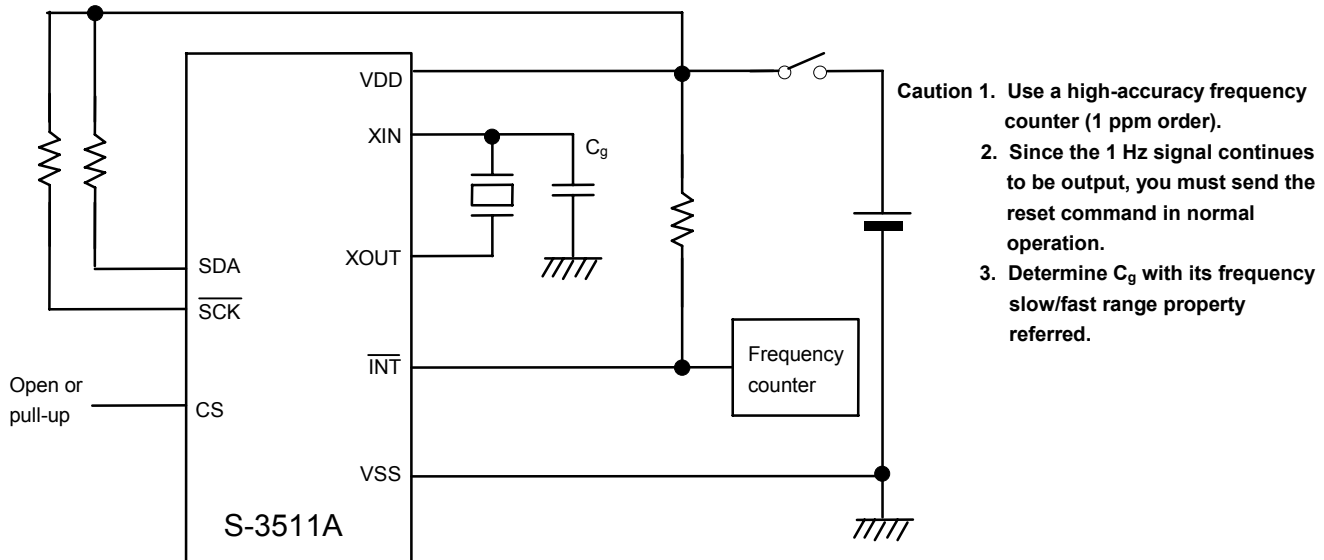 VDD
XIN
Cg
XOUT
SDA
SCK
INT
Frequency
counter
Open or
pull-up
CS
VSS
S-3511A
Caution 1. Use a high-accuracy frequency
counter (1 ppm order).
2. Since the 1 Hz signal continues
to be output, you must send the
reset command in normal
operation.
3. Determine Cg with its frequency
slow/fast range property
referred.